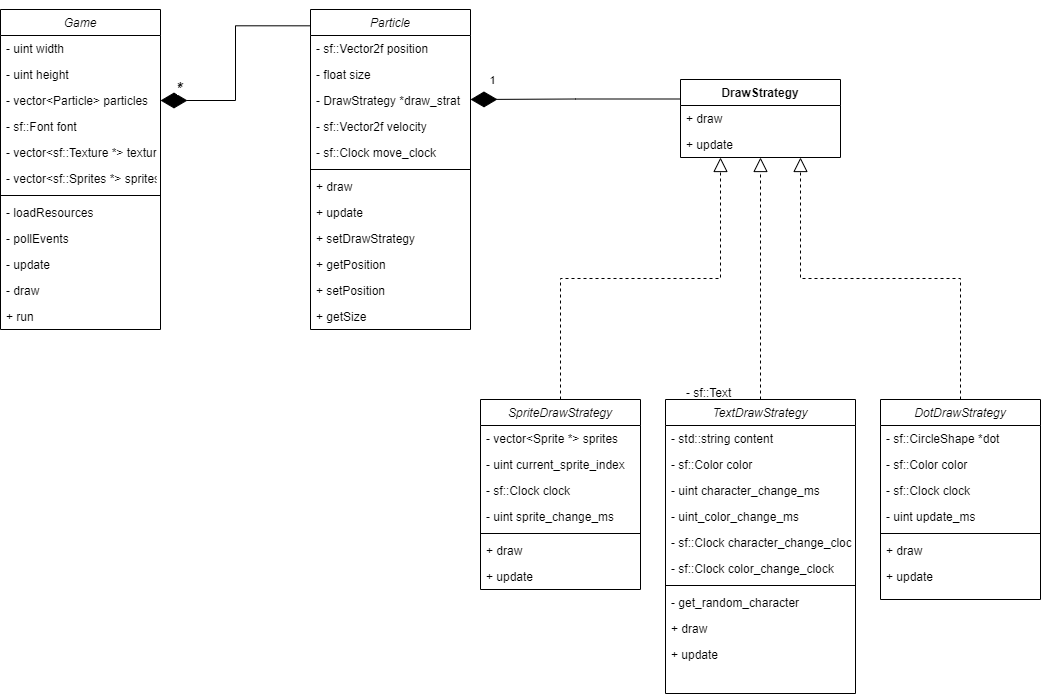 Game
- uint width
- uint height
- vector<Particle> particles
- sf::Font font
- vector<sf::Texture *> textur
- vector<sf::Sprites *> sprites
- loadResources
- pollEvents
- update
- draw
+ run
*
Particle
- sf::Vector2f position
- float size
- DrawStrategy *draw_strat
- sf::Vector2f velocity
- sf::Clock move_clock
+ draw
+ update
+ setDrawStrategy
+ getPosition
+ setPosition
+ getSize
1
DrawStrategy
+ draw
+ update
SpriteDrawStrategy
- vector<Sprite *> sprites
- uint current_sprite_index
- sf::Clock clock
- uint sprite_change_ms
+ draw
+ update
- sf::Text
TextDrawStrategy
- std::string content
- sf::Color color
- uint character_change_ms
- uint_color_change_ms
- sf::Clock character_change_cloc
- sf::Clock color_change_clock
- get_random_character
+ draw
+ update
DotDrawStrategy
- sf::CircleShape *dot
- sf::Color color
- sf::Clock clock
- uint update_ms
+ draw
+ update